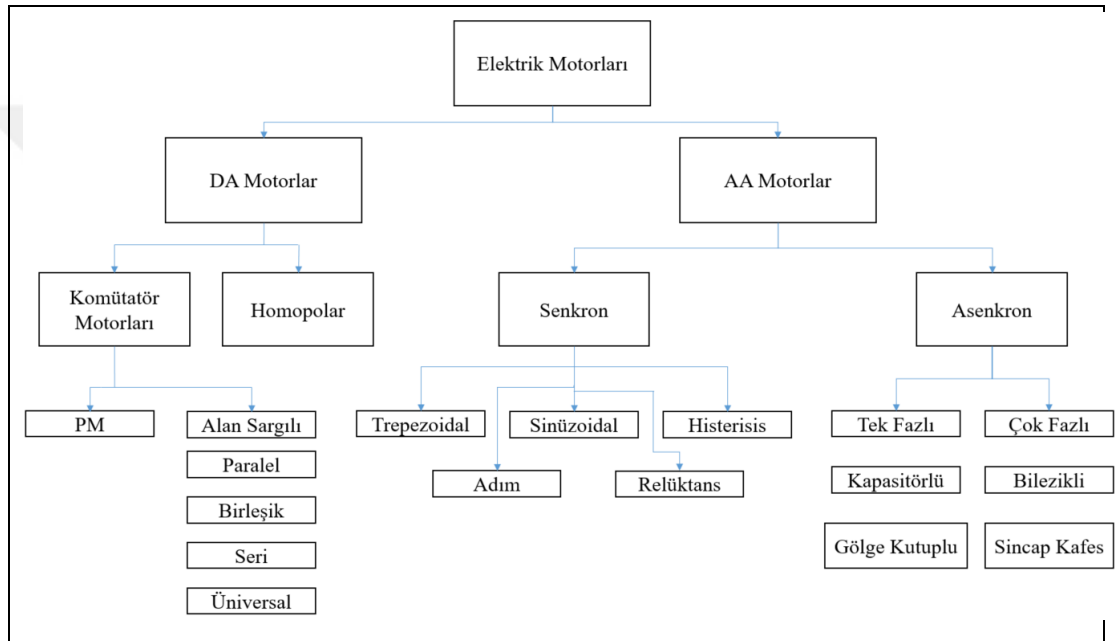 Elektrik Motorları
DA Motorlar
AA Motorlar
Komütatör
Motorları
Homopolar
Senkron
Asenkron
PM
Alan Sargılı
Trepezoidal
Sinüzoidal
Histerisis
Tek Fazlı
Çok Fazlı
Paralel
Adım
Relüktans
Kapasitörlü
Bilezikli
Birleşik
Seri
Gölge Kutuplu
Sincap Kafes
Üniversal